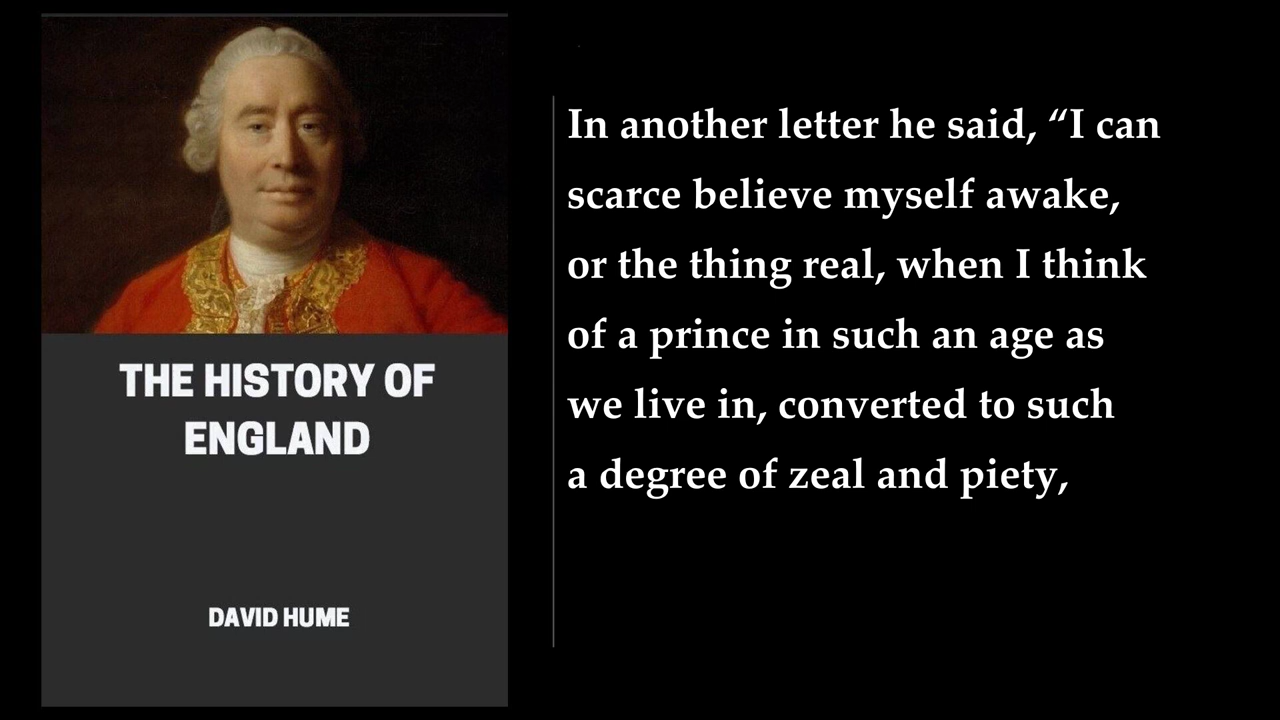 THE HISTORY OF
ENGLAND
DAVID HUME
In another letter he said, “I can
scarce believe myself awake,
or the thing real, when I think
of a prince in such an age as
we live in, converted to such
a degree of zeal and piety,